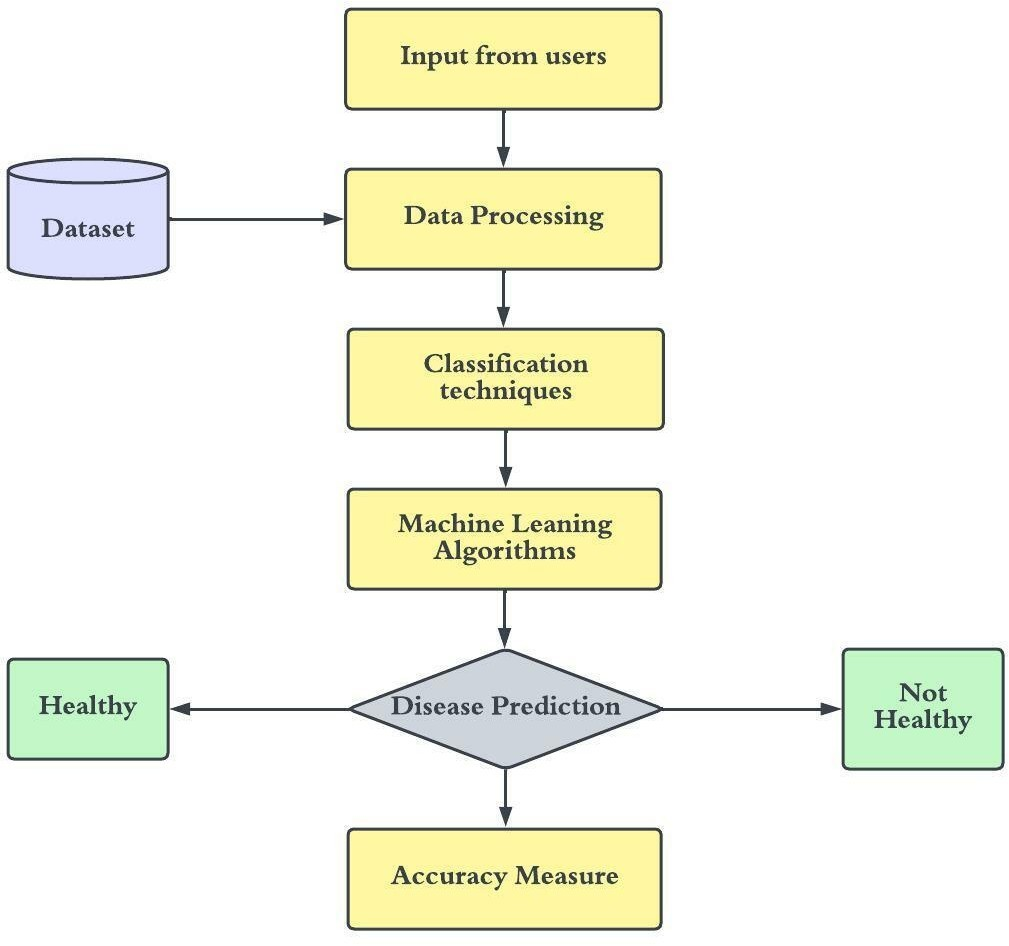 Input from users
Dataset
Data Processing
Classification
techniques
Machine Leaning
Algorithms
Healthy
Disease Prediction
Not
Healthy
Accuracy Measure